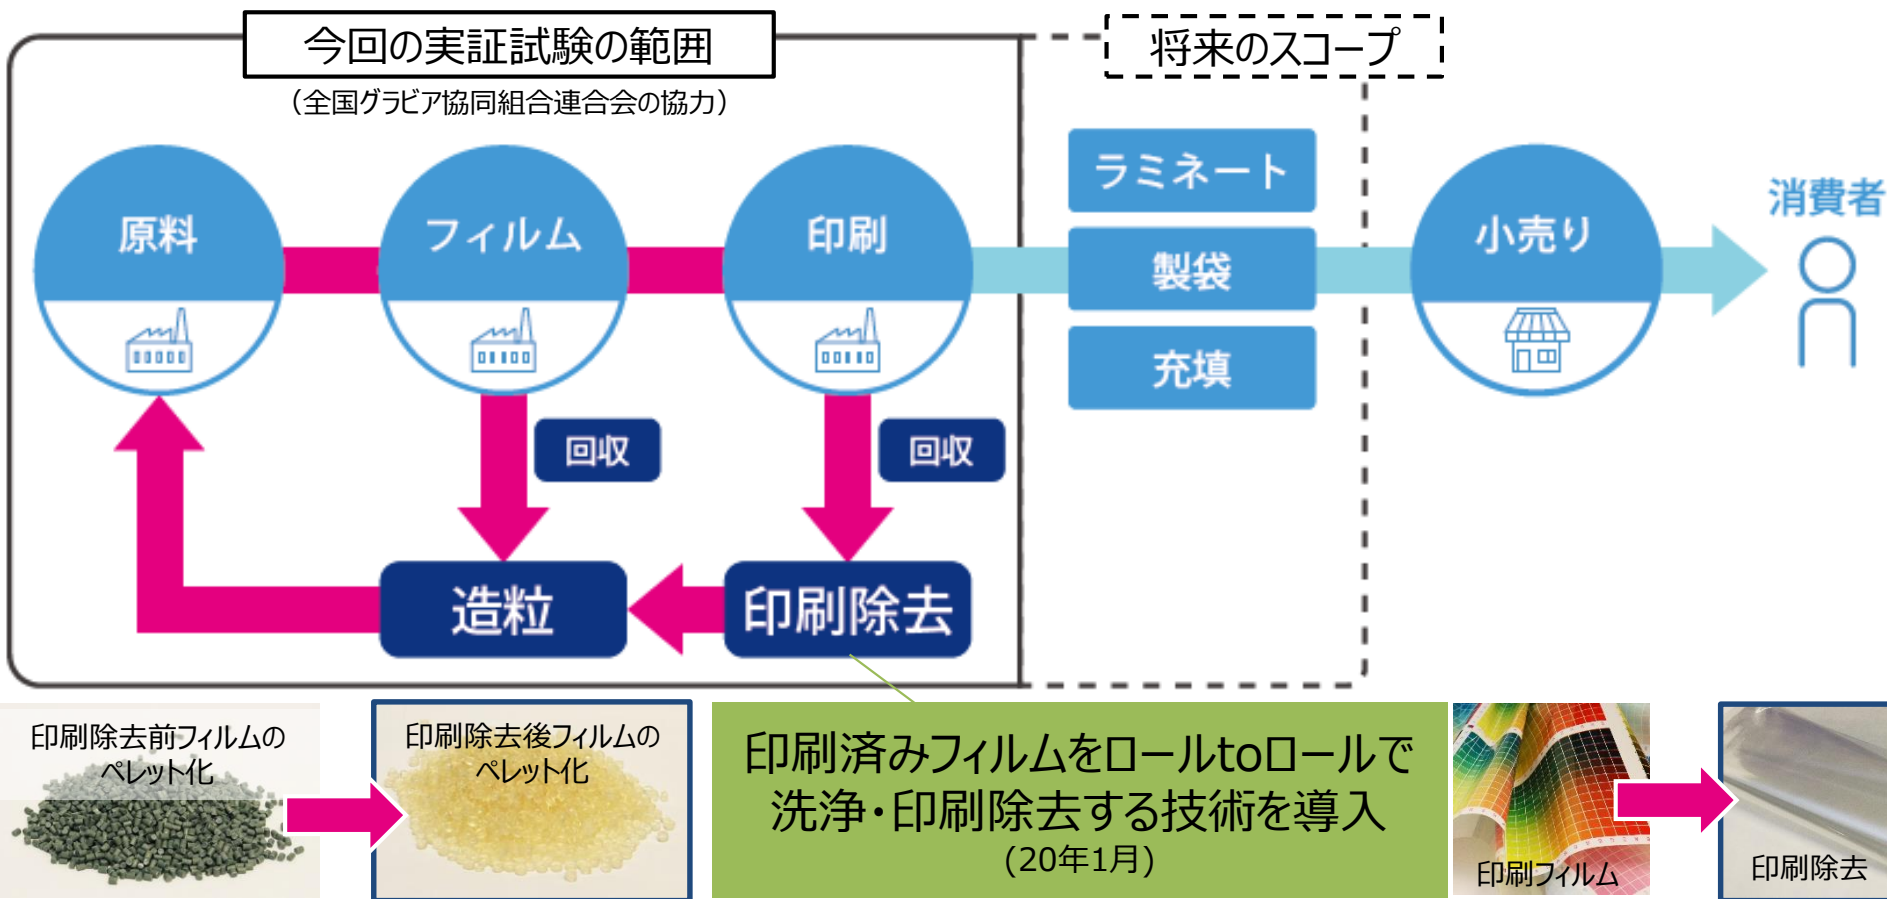 今回の実証試験の範囲
将来のスコープ
（全国グラビア協同組合連合会の協力）
原料
フィルム
印刷
ラミネート
製袋
充填
小売り
消費者
回収
回収
造粒
印刷除去
印刷除去前フィルムの
ペレット化
印刷除去後フィルムの
ペレット化
印刷済みフィルムをロールtoロールで
洗浄・印刷除去する技術を導入
(20年1月)
印刷フィルム
印刷除去